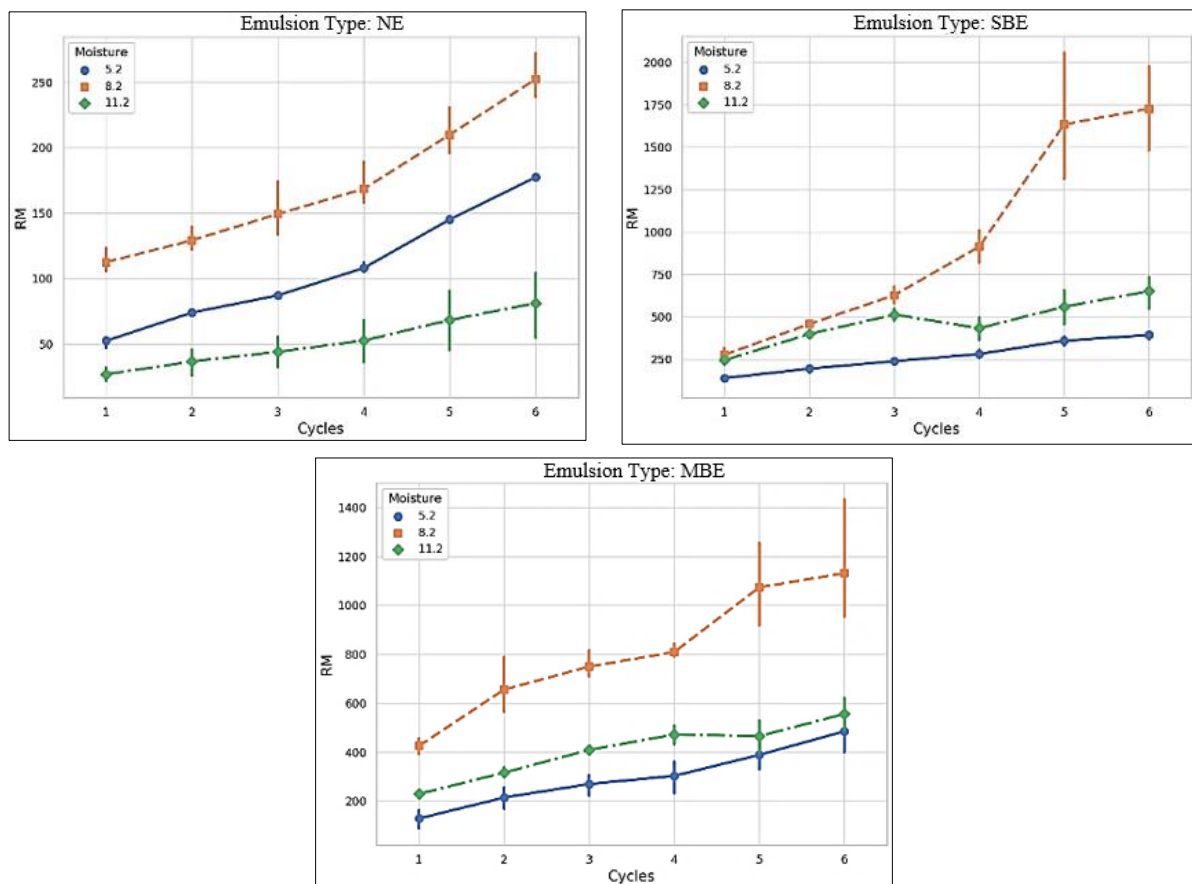 Emulsion Type: NE
Moisture
5.2
8.2
11.2
250
200
150
100
50
RM
1 2 3 4 5 6
Cycles
Emulsion Type: SBE
Moisture
5.2
8.2
11.2
2000
1750
1500
1250
1000
750
500
250
RM
1 2 3 4 5 6
Cycles
Emulsion Type: MBE
Moisture
5.2
8.2
11.2
1400
1200
1000
800
600
400
200
RM
1 2 3 4 5 6
Cycles